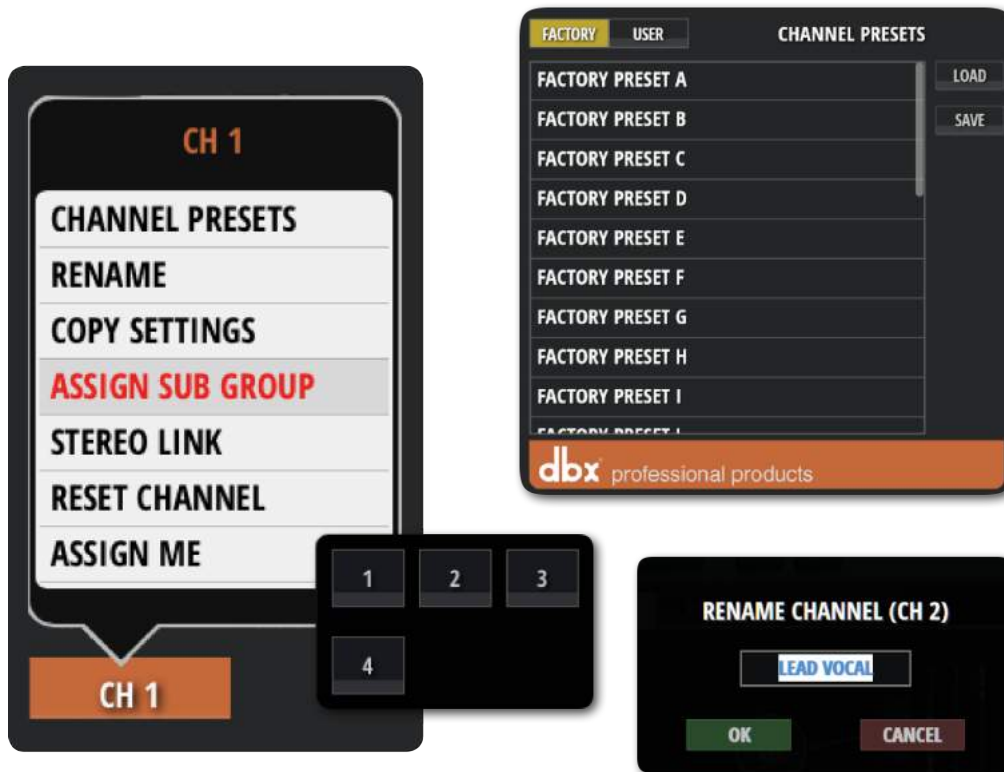 CH 1
CHANNEL PRESETS
RENAME
COPY SETTINGS
ASSIGN SUB GROUP
STEREO LINK
RESET CHANNEL
ASSIGN ME
CH 1
1 2 3
4
FACTORY USER CHANNEL PRESETS
LOAD
SAVE
FACTORY PRESET A
FACTORY PRESET B
FACTORY PRESET C
FACTORY PRESET D
FACTORY PRESET E
FACTORY PRESET F
FACTORY PRESET G
FACTORY PRESET H
FACTORY PRESET I
FACTORY PRESET
dbx professional products
RENAME CHANNEL (CH 2)
LEAD VOCAL
OK CANCEL